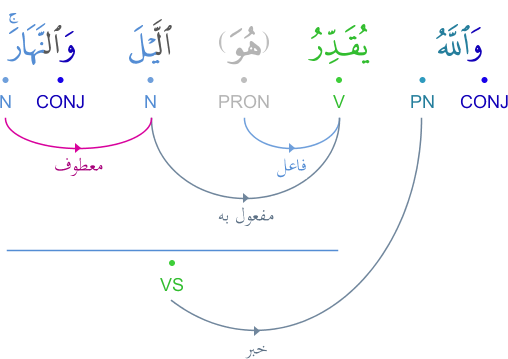 وَٱللَّهُ يُقَدِّرُ (هُوَ) ٱلَّيْلَ وَٱلنَّهَارَ ۚ
CONJ PN V PRON N CONJ N
فاعل معطوف
مفعول به
VS
خبر